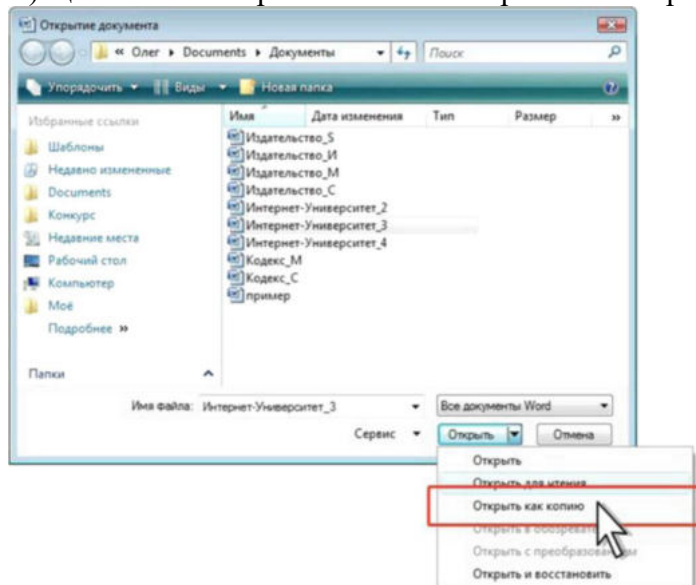 Открытие документа
« Олег ▸ Documents ▸ Документы
Поиск
Упорядочить Виды Новая папка
Избранные ссылки
Шаблоны
Недавно измененные
Documents
Конкурс
Недавние места
Рабочий стол
Компьютер
Моё
Подробнее »
Папки
Имя Дата изменения Тип Размер »
Издательство_S
Издательство_И
Издательство_М
Издательство_С
Интернет-Университет_2
Интернет-Университет_3
Интернет-Университет_4
Кодекс_М
Кодекс_С
пример
Имя файла: Интернет-Университет_3 Все документы Word
Сервис Открыть Отмена
Открыть
Открыть для чтения
Открыть как копию
Открыть в
Открыть с
Открыть и восстановить